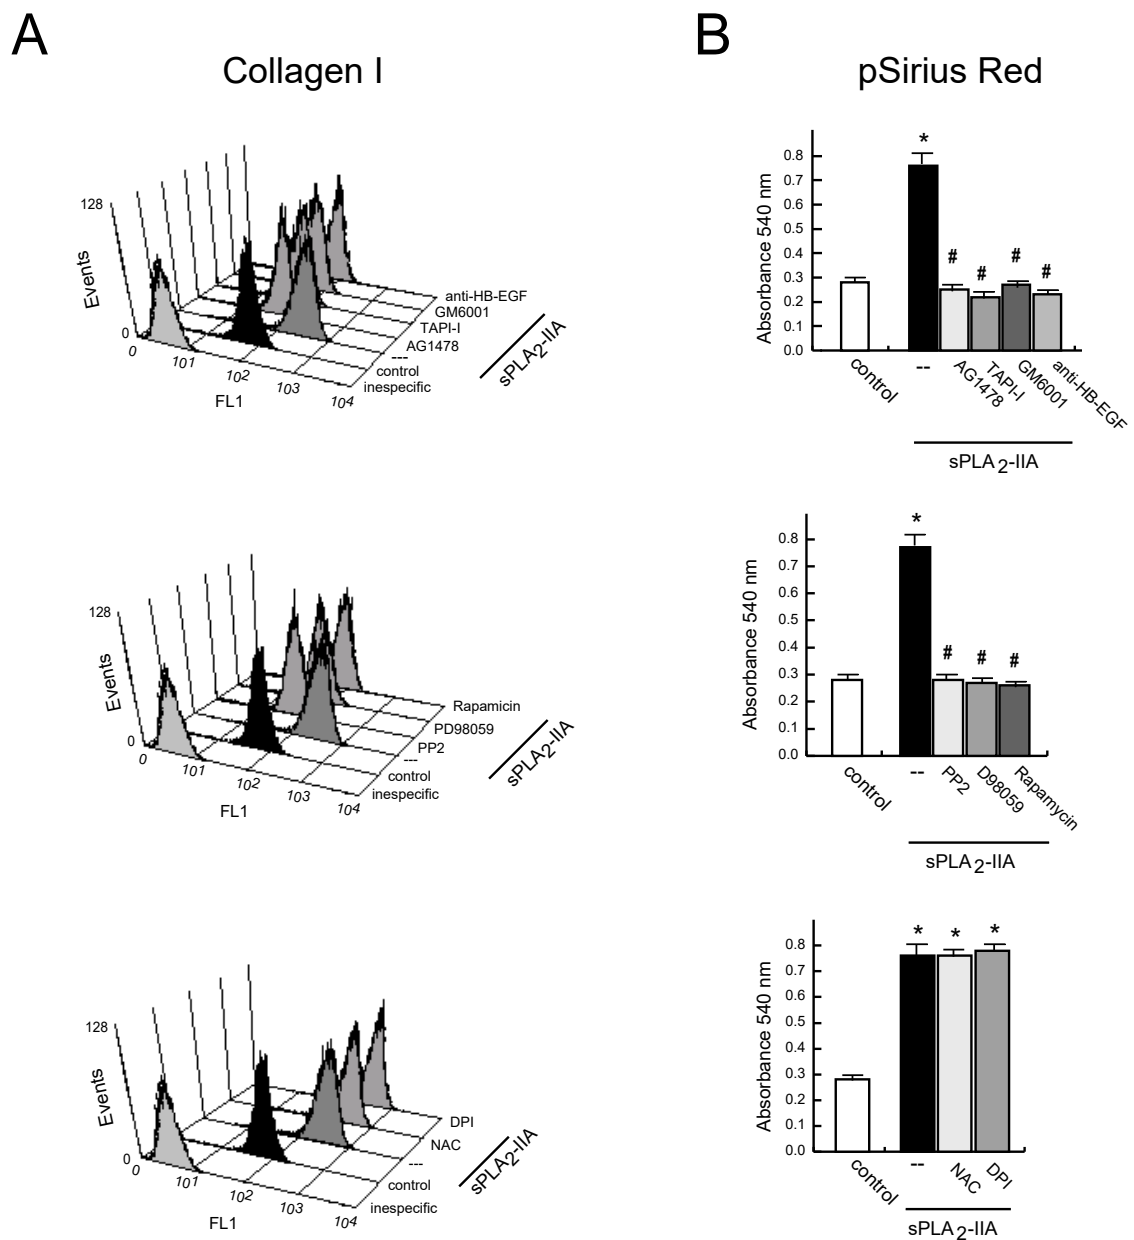 A
B
Collagen I
pSirius Red
128
Events
0
0
101
102
103
104
FL1
anti-HB-EGF
GM6001
TAPI-I
AG1478
---
control
inespecific
sPLA2-IIA
Absorbance 540 nm
0.8
0.7
0.6
0.5
0.4
0.3
0.2
0.1
0.0
*
#
#
#
#
control
--
AG1478
TAPI-I
GM6001
anti-HB-EGF
sPLA2-IIA
128
Events
0
0
101
102
103
104
FL1
Rapamicin
PD98059
PP2
---
control
inespecific
sPLA2-IIA
Absorbance 540 nm
0.8
0.7
0.6
0.5
0.4
0.3
0.2
0.1
0.0
*
#
#
#
control
--
PP2
D98059
Rapamycin
sPLA2-IIA
128
Events
0
0
101
102
103
104
FL1
DPI
NAC
---
control
inespecific
sPLA2-IIA
Absorbance 540 nm
0.8
0.7
0.6
0.5
0.4
0.3
0.2
0.1
0.0
*
*
*
control
--
NAC
DPI
sPLA2-IIA